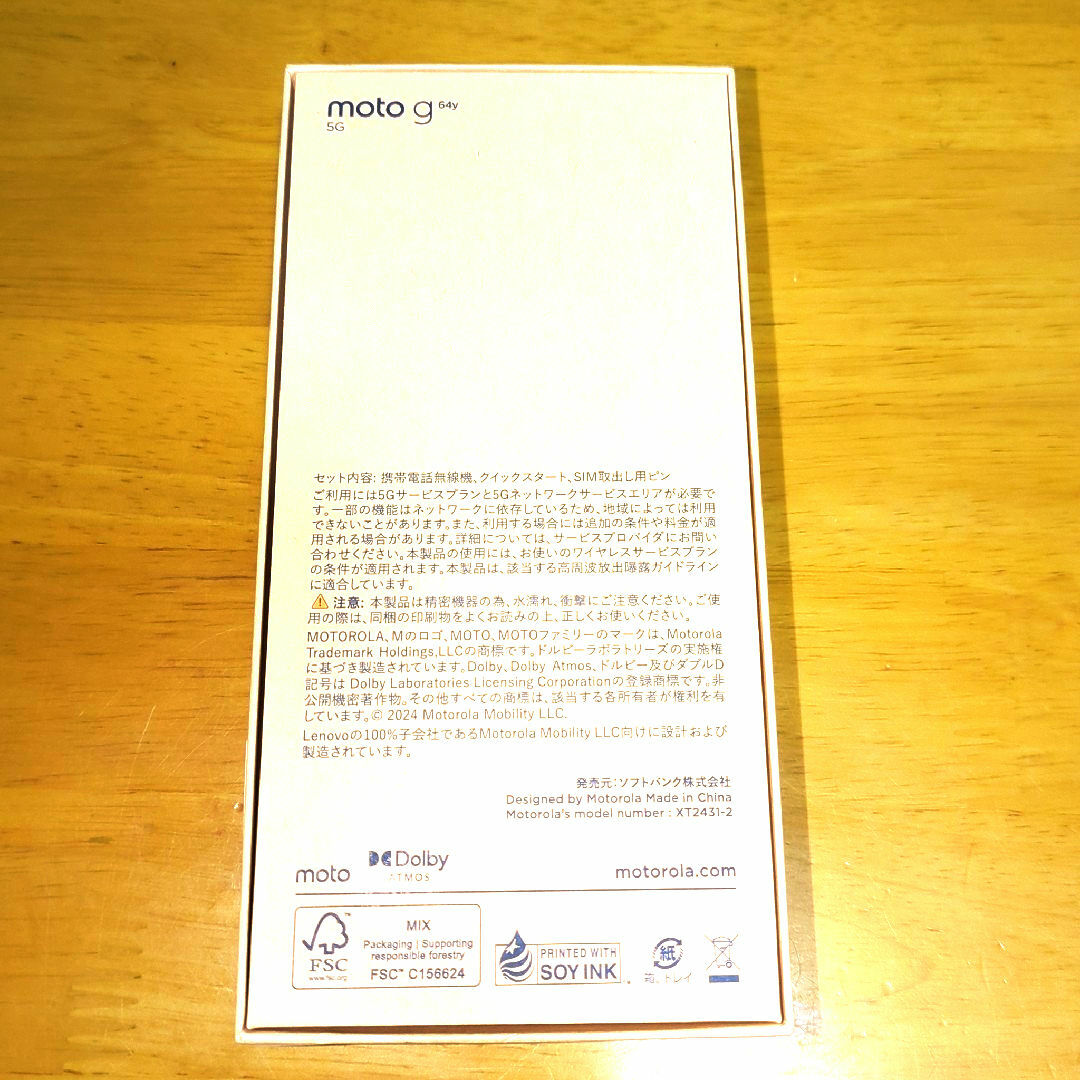 moto g 64y
5G
セット内容: 携帯電話無線機、クイックスタート、SIM取出し用ピン
ご利用には5Gサービスプランと5Gネットワークサービスエリアが必要で
す。一部の機能はネットワークに依存しているため、地域によっては利用
できないことがあります。また、利用する場合には追加の条件や料金が適
用される場合があります。詳細については、サービスプロバイダにお問い
合わせください。本製品の使用には、お使いのワイヤレスサービスプラン
の条件が適用されます。本製品は、該当する高周波放出曝露ガイドライン
に適合しています。
注意: 本製品は精密機器の為、水濡れ、衝撃にご注意ください。ご使
用の際は、同梱の印刷物をよくお読みの上、正しくお使いください。
MOTOROLA、Mのロゴ、MOTO、MOTOファミリーのマークは、Motorola
Trademark Holdings,LLCの商標です。ドルビーラボラトリーズの実施権
に基づき製造されています。Dolby、Dolby Atmos、ドルビー及びダブルD
記号は Dolby Laboratories Licensing Corporationの登録商標です。非
公開機密著作物。その他すべての商標は、該当する各所有者が権利を有
しています。© 2024 Motorola Mobility LLC.
Lenovoの100%子会社であるMotorola Mobility LLC向けに設計および
製造されています。
発売元:ソフトバンク株式会社
Designed by Motorola Made in China
Motorola's model number : XT2431-2
moto
Dolby
ATMOS
motorola.com
FSC
www.fsc.org
MIX
Packaging | Supporting
responsible forestry
FSC™ C156624
PRINTED WITH
SOY INK
紙
箱、トレイ